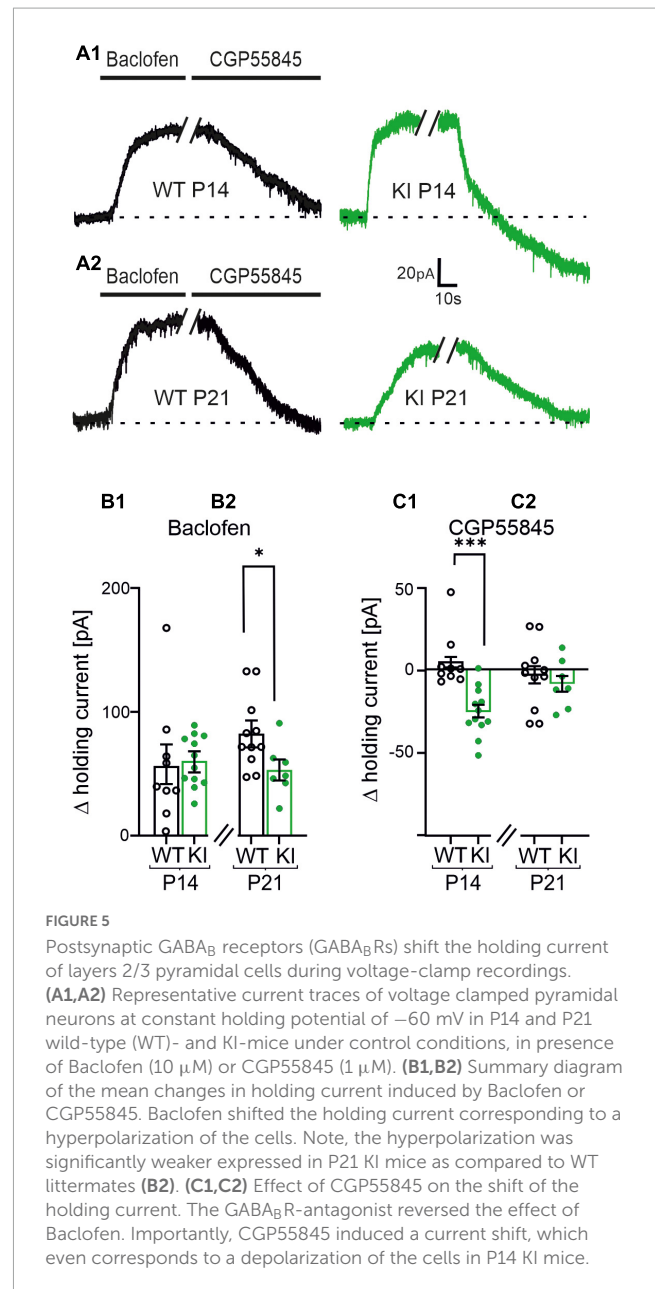 A1
Baclofen CGP55845
WT P14 KI P14
A2
Baclofen CGP55845
20pA
10s
WT P21 KI P21
B1 B2 C1 C2
Baclofen CGP55845
* ***
200
100
0
Δ holding current [pA]
WT KI WT KI
P14 P21
50
0
-50
Δ holding current [pA]
WT KI WT KI
P14 P21
FIGURE 5
Postsynaptic GABAB receptors (GABABRs) shift the holding current
of layers 2/3 pyramidal cells during voltage-clamp recordings.
(A1,A2) Representative current traces of voltage clamped pyramidal
neurons at constant holding potential of −60 mV in P14 and P21
wild-type (WT)- and KI-mice under control conditions, in presence
of Baclofen (10 μM) or CGP55845 (1 μM). (B1,B2) Summary diagram
of the mean changes in holding current induced by Baclofen or
CGP55845. Baclofen shifted the holding current corresponding to a
hyperpolarization of the cells. Note, the hyperpolarization was
significantly weaker expressed in P21 KI mice as compared to WT
littermates (B2). (C1,C2) Effect of CGP55845 on the shift of the
holding current. The GABABR-antagonist reversed the effect of
Baclofen. Importantly, CGP55845 induced a current shift, which
even corresponds to a depolarization of the cells in P14 KI mice.